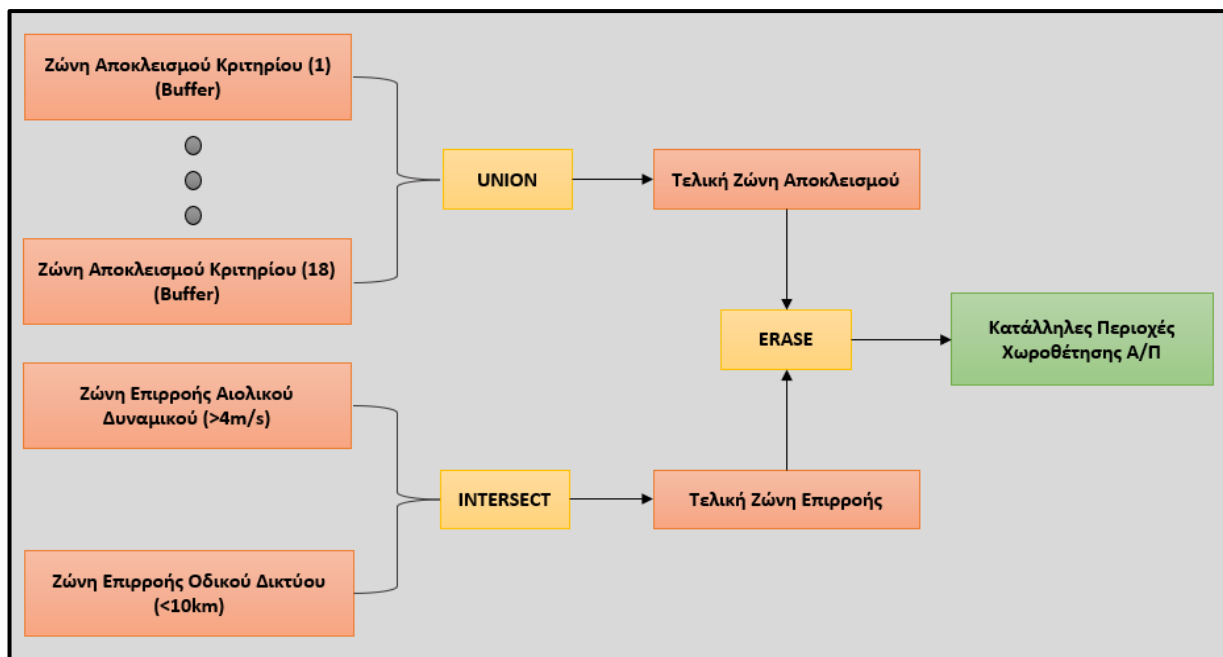 Ζώνη Αποκλεισμού Κριτηρίου (1)
(Buffer)
Ζώνη Αποκλεισμού Κριτηρίου (18)
(Buffer)
UNION
Τελική Ζώνη Αποκλεισμού
ERASE
Κατάλληλες Περιοχές
Χωροθέτησης Α/Π
Ζώνη Επιρροής Αιολικού
Δυναμικού (>4m/s)
INTERSECT
Τελική Ζώνη Επιρροής
Ζώνη Επιρροής Οδικού Δικτύου
(<10km)